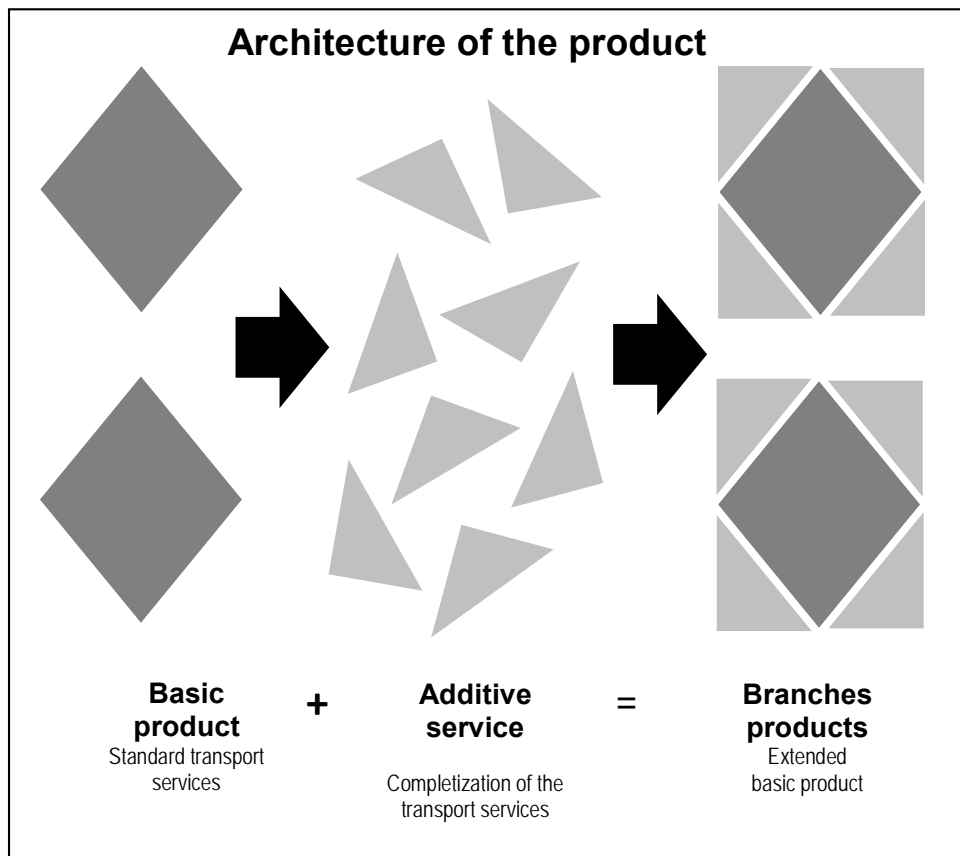 Architecture of the product
Basic
product
Standard transport
services
+
Additive
service
Completization of the
transport services
=
Branches
products
Extended
basic product